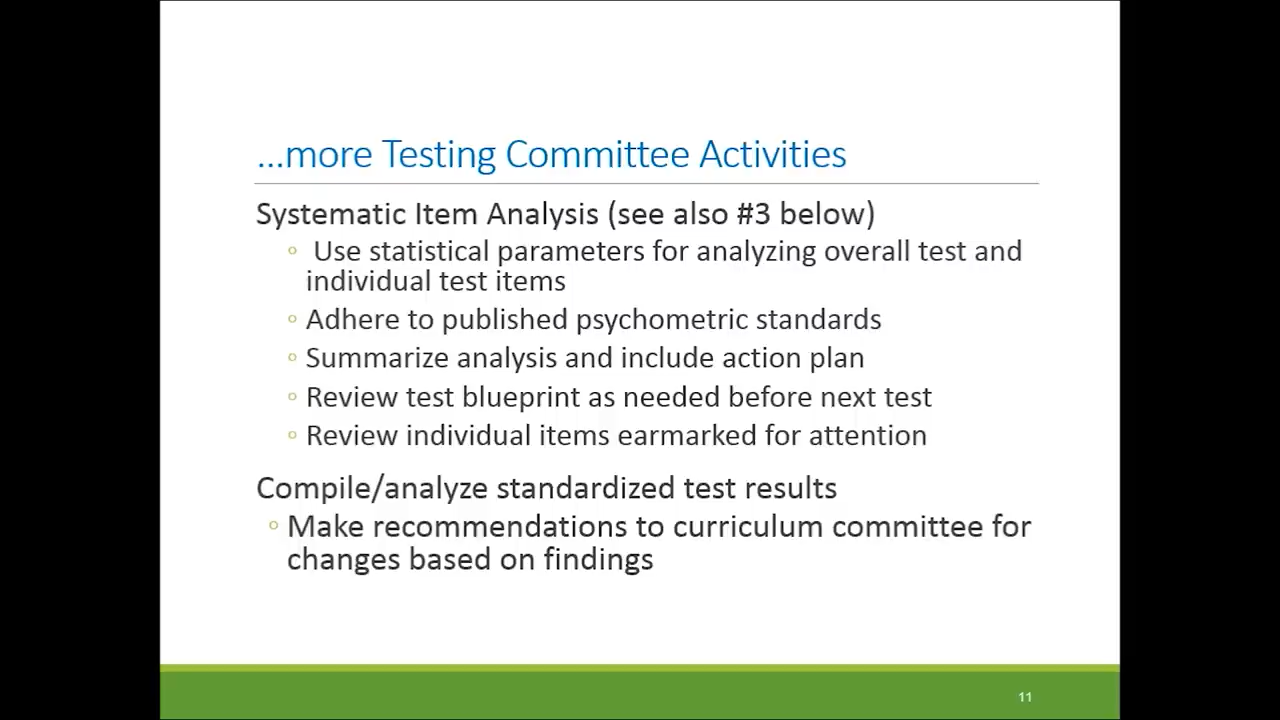 ...more Testing Committee Activities
Systematic Item Analysis (see also #3 below)
◦ Use statistical parameters for analyzing overall test and
individual test items
◦ Adhere to published psychometric standards
◦ Summarize analysis and include action plan
◦ Review test blueprint as needed before next test
◦ Review individual items earmarked for attention
Compile/analyze standardized test results
◦ Make recommendations to curriculum committee for
changes based on findings
11